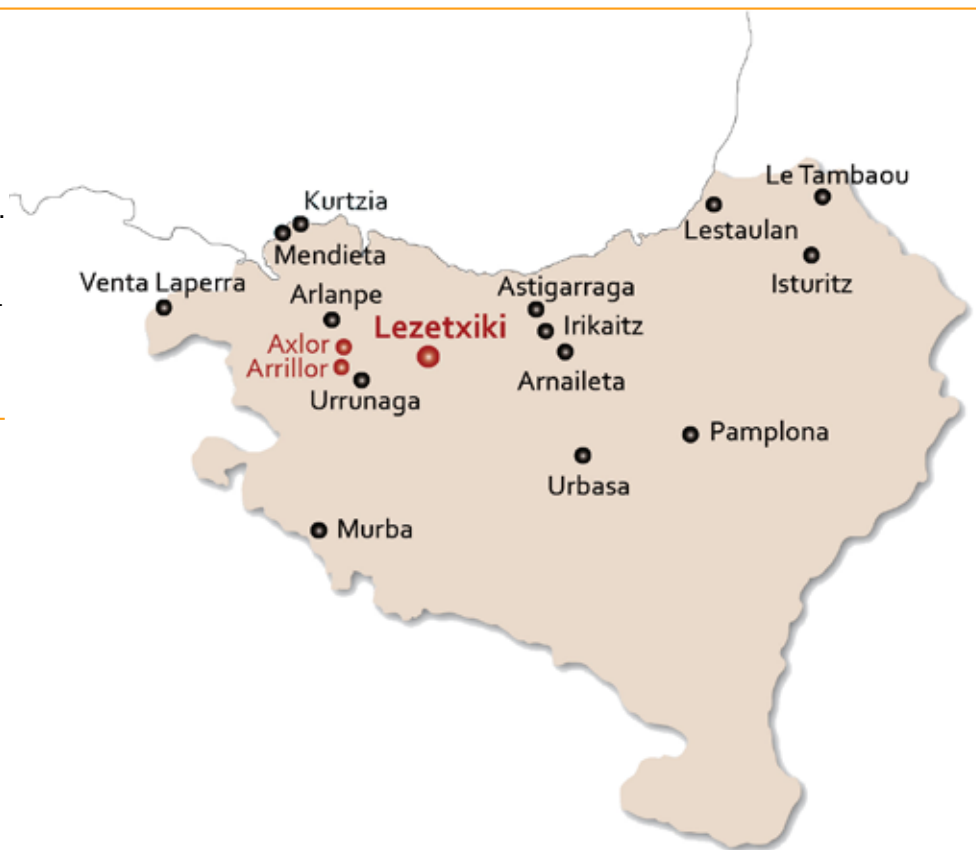 Le Tambaou
Kurtzia
Lestaulan
Mendieta
Venta Laperra
Isturitz
Arlanpe
Astigarraga
Lezetxiki
Irikaitz
Axlor
Arrillor
Arnaileta
Urrunaga
Pamplona
Urbasa
Murba